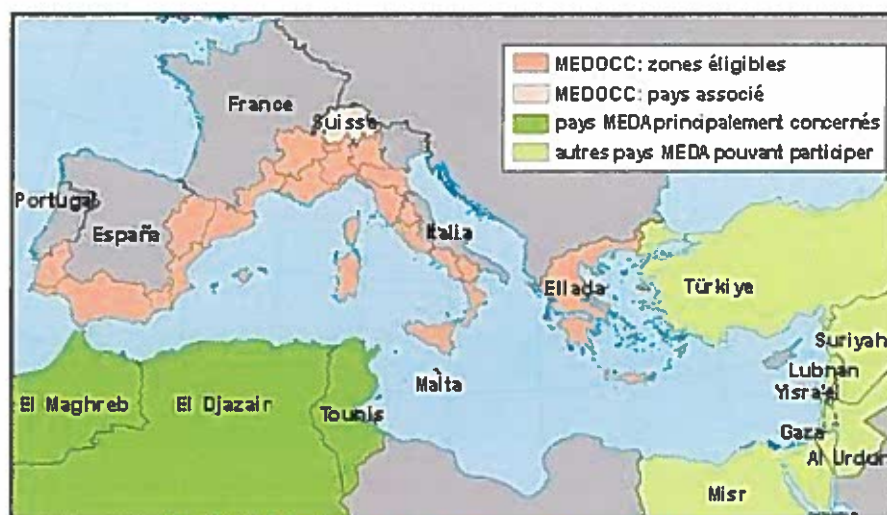 MEDOCC: zones éligibles
MEDOCC: pays associé
pays MEDA principalement concernés
autres pays MEDA pouvant participer
France
Suisse
Portugal
España
Italia
Ellada
Türkiye
Suriyah
Lubnan
Yisra'el
Malta
El Maghreb
El Djazair
Tounis
Gaza
Al Urdun
Misr